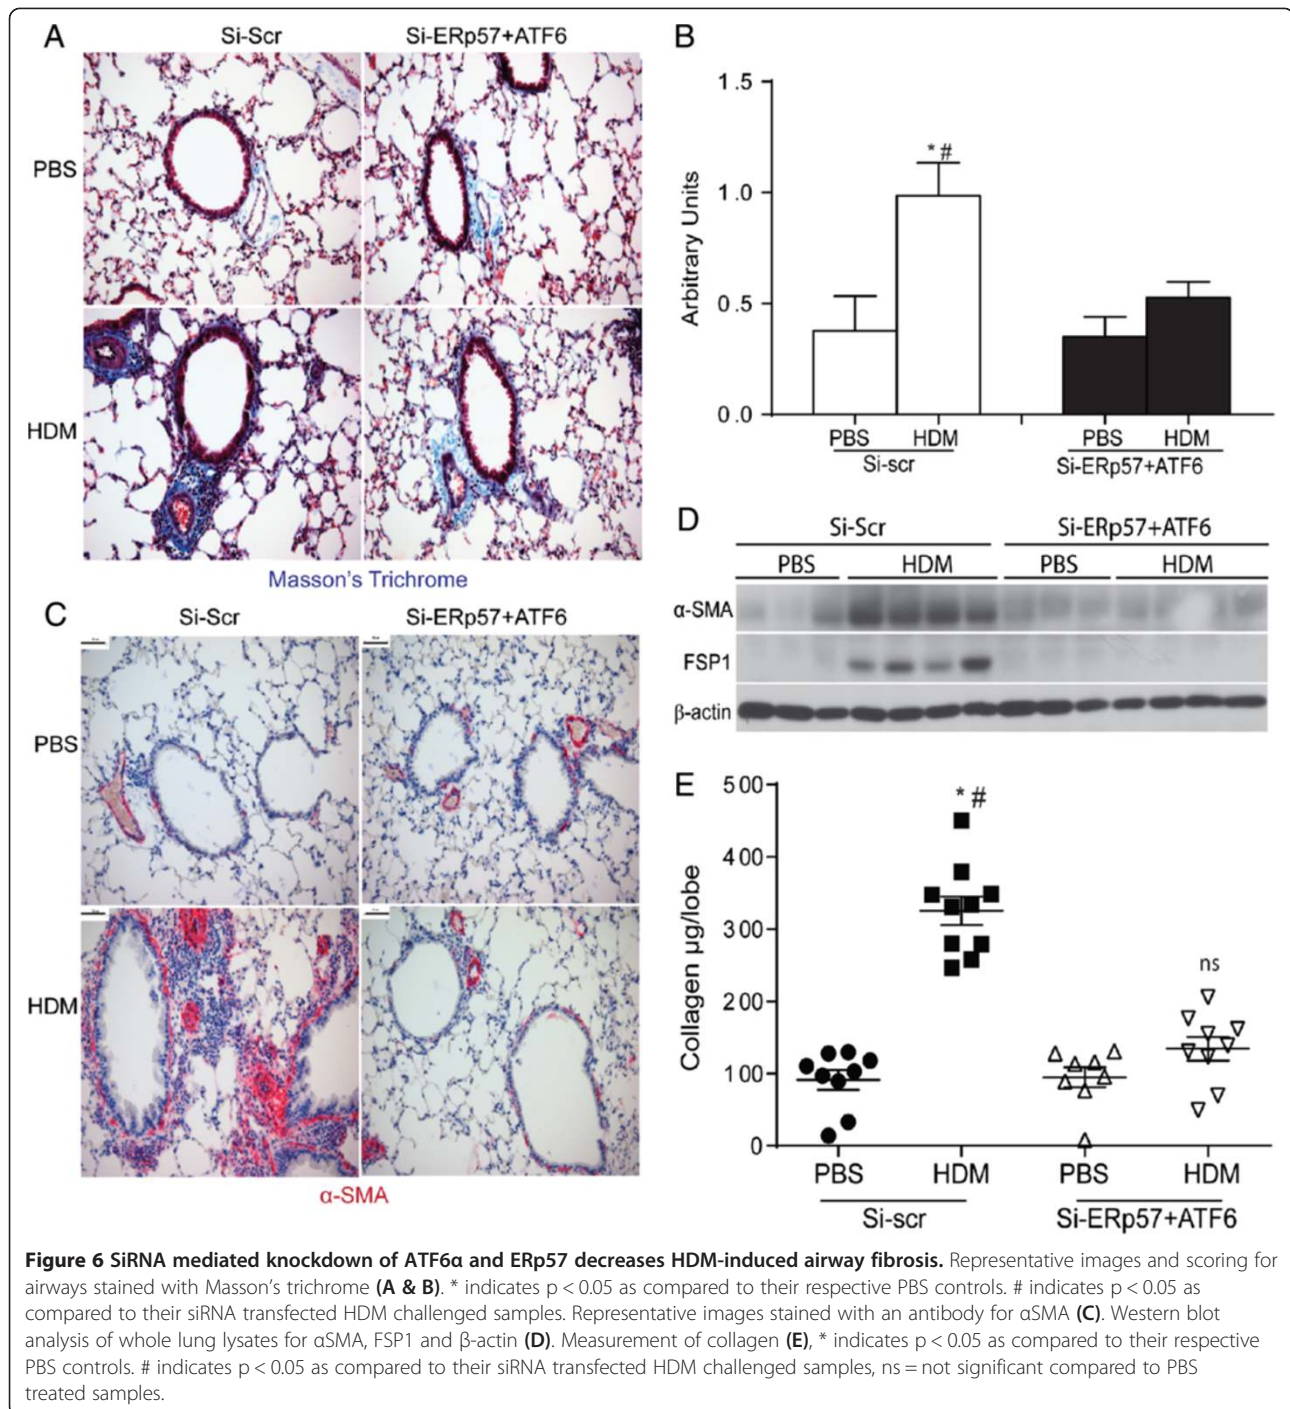 A
Si-Scr
Si-ERp57+ATF6
PBS
HDM
Masson's Trichrome
B
Arbitrary Units
1.5
1.0
0.5
0.0
* #
PBS
HDM
PBS
HDM
Si-scr
Si-ERp57+ATF6
C
Si-Scr
Si-ERp57+ATF6
PBS
HDM
α-SMA
D
Si-Scr
Si-ERp57+ATF6
PBS
HDM
PBS
HDM
α-SMA
FSP1
β-actin
E
Collagen µg/lobe
500
400
300
200
100
0
* #
ns
PBS
HDM
PBS
HDM
Si-scr
Si-ERp57+ATF6
Figure 6 SiRNA mediated knockdown of ATF6α and ERp57 decreases HDM-induced airway fibrosis. Representative images and scoring for
airways stained with Masson's trichrome (A & B). * indicates p < 0.05 as compared to their respective PBS controls. # indicates p < 0.05 as
compared to their siRNA transfected HDM challenged samples. Representative images stained with an antibody for αSMA (C). Western blot
analysis of whole lung lysates for αSMA, FSP1 and β-actin (D). Measurement of collagen (E), * indicates p < 0.05 as compared to their respective
PBS controls. # indicates p < 0.05 as compared to their siRNA transfected HDM challenged samples, ns = not significant compared to PBS
treated samples.